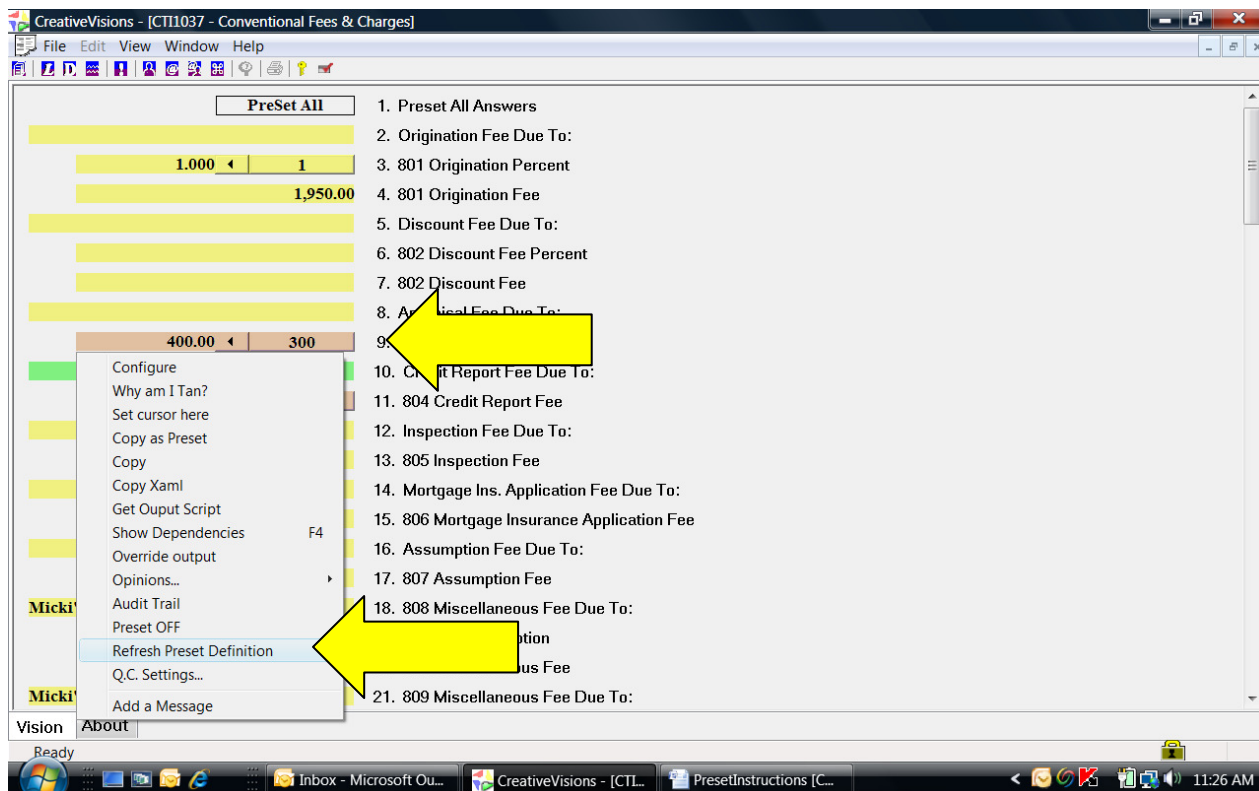 CreativeVisions - [CTI1037 - Conventional Fees & Charges]
File Edit View Window Help
PreSet All 1. Preset All Answers
2. Origination Fee Due To:
1.000 1 3. 801 Origination Percent
1,950.00 4. 801 Origination Fee
5. Discount Fee Due To:
6. 802 Discount Fee Percent
7. 802 Discount Fee
8. Fee Due To:
400.00 300 9.
10. Report Fee Due To:
11. 804 Credit Report Fee
12. Inspection Fee Due To:
13. 805 Inspection Fee
14. Mortgage Ins. Application Fee Due To:
15. 806 Mortgage Insurance Application Fee
16. Assumption Fee Due To:
17. 807 Assumption Fee
Micki' 18. 808 Miscellaneous Fee Due To:
ption
us Fee
Micki' 21. 809 Miscellaneous Fee Due To:
Configure
Why am I Tan?
Set cursor here
Copy as Preset
Copy
Copy Xaml
Get Ouput Script
Show Dependencies F4
Override output
Opinions...
Audit Trail
Preset OFF
Refresh Preset Definition
Q.C. Settings...
Add a Message
Vision About
Ready
Inbox - Microsoft Ou... CreativeVisions - [CTI... PresetInstructions [C... 11:26 AM